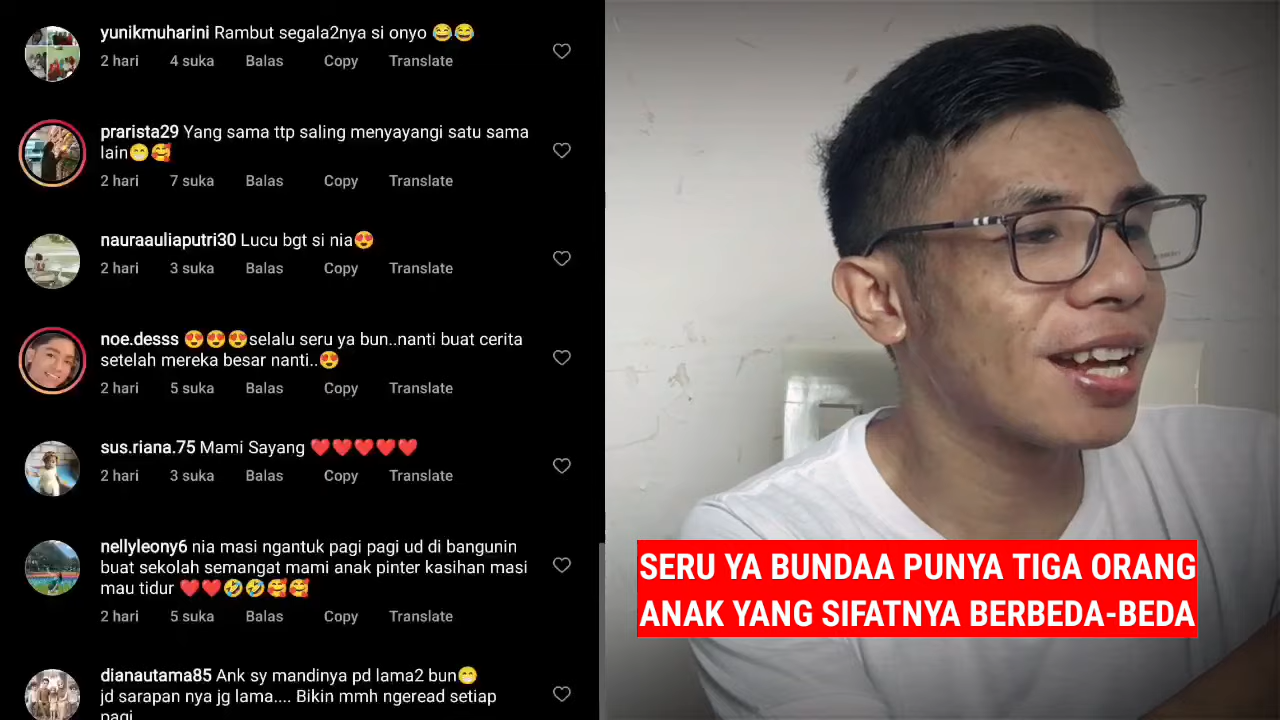 yunikmuharini Rambut segala2nya si onyo 😂😂
2 hari 4 suka Balas Copy Translate
prarista29 Yang sama ttp saling menyayangi satu sama
lain😁🥰
2 hari 7 suka Balas Copy Translate
nauraauliaputri30 Lucu bgt si nia😍
2 hari 3 suka Balas Copy Translate
noe.desss 😍😍😍selalu seru ya bun..nanti buat cerita
setelah mereka besar nanti..😍
2 hari 5 suka Balas Copy Translate
sus.riana.75 Mami Sayang ❤️❤️❤️❤️❤️
2 hari 3 suka Balas Copy Translate
nellyleony6 nia masi ngantuk pagi pagi ud di bangunin
buat sekolah semangat mami anak pinter kasihan masi
mau tidur ❤️❤️🤣🤣🥰🥰
2 hari 5 suka Balas Copy Translate
dianautama85 Ank sy mandinya pd lama2 bun😁
jd sarapan nya jg lama.... Bikin mmh ngeread setiap
pagi
SERU YA BUNDAA PUNYA TIGA ORANG
ANAK YANG SIFATNYA BERBEDA-BEDA